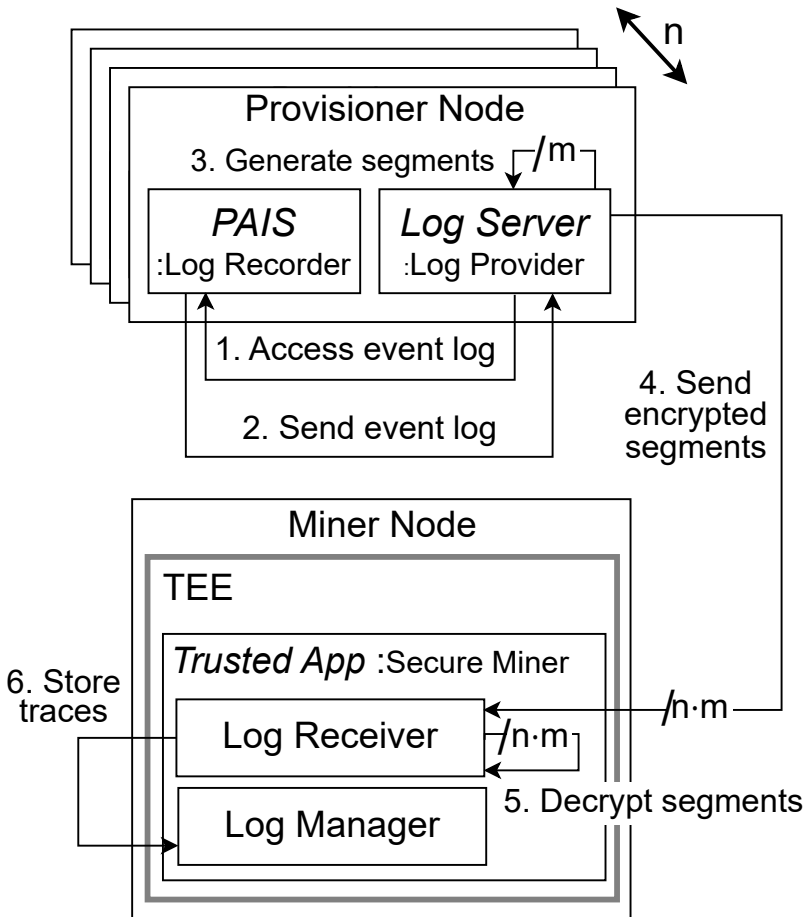 n
Provisioner Node
3. Generate segments
/m
PAIS
:Log Recorder
Log Server
:Log Provider
1. Access event log
2. Send event log
4. Send
encrypted
segments
Miner Node
TEE
Trusted App :Secure Miner
6. Store
traces
Log Receiver
/n·m
/n·m
5. Decrypt segments
Log Manager